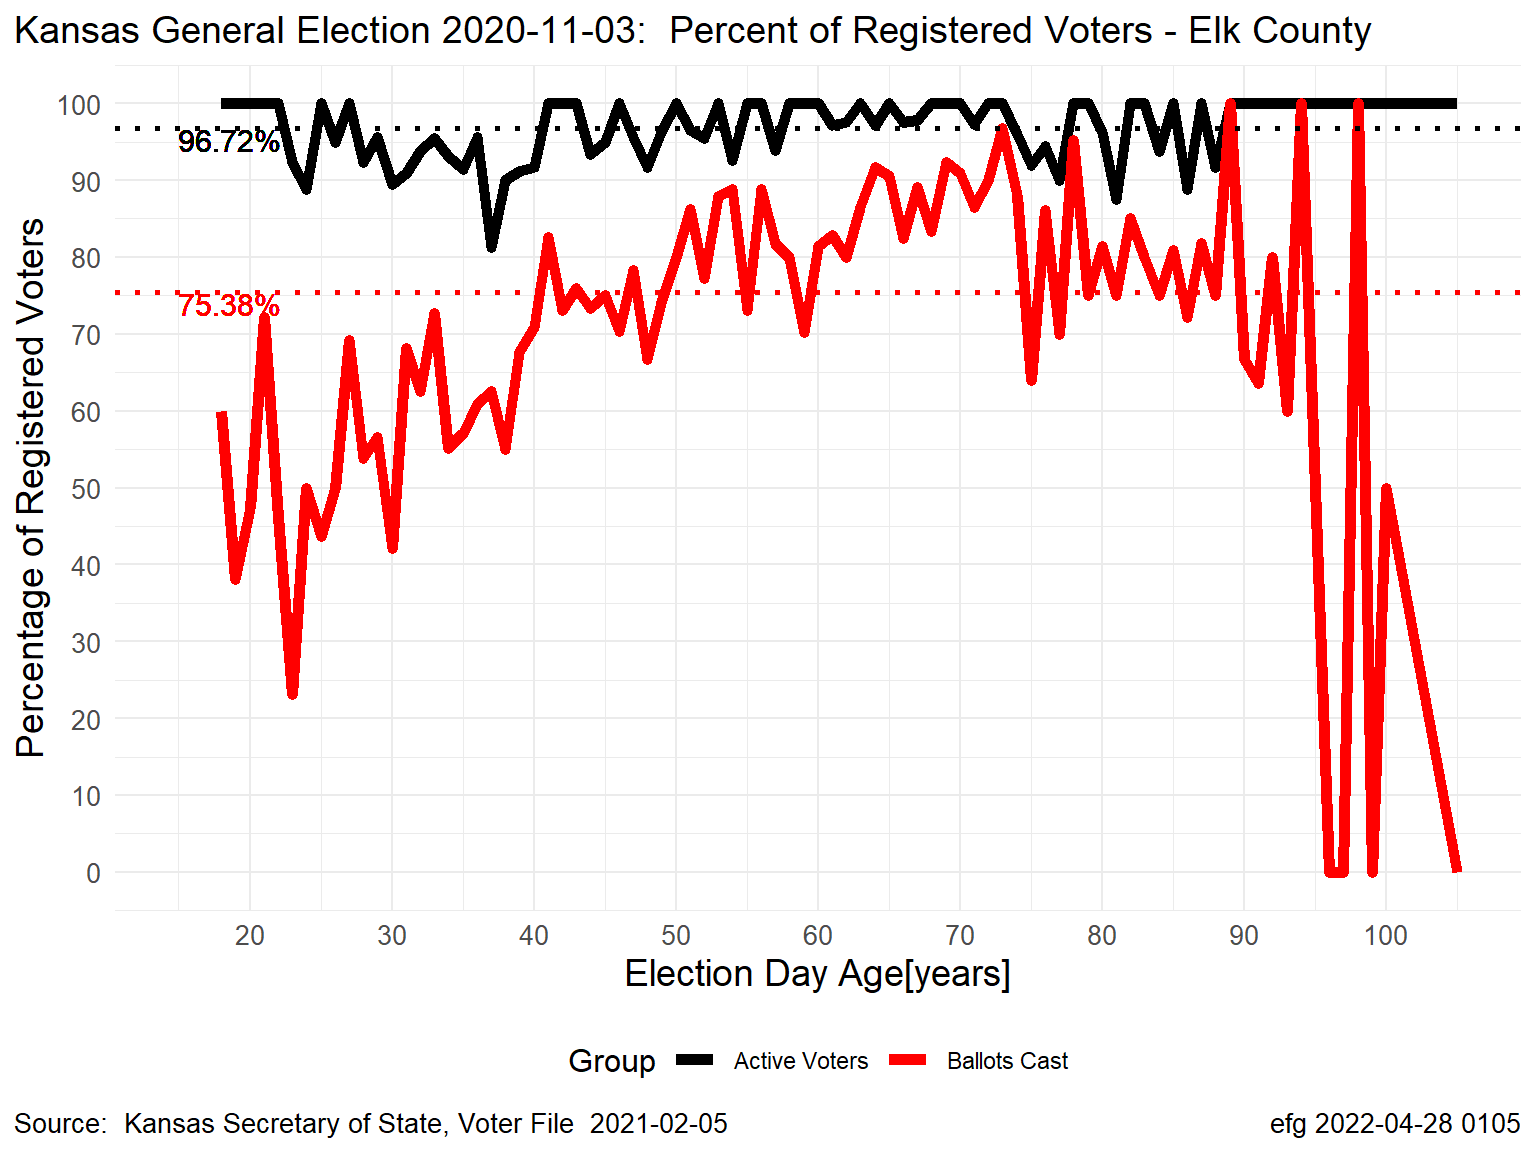 Kansas General Election 2020-11-03:  Percent of Registered Voters - Elk County
Percentage of Registered Voters
100
90
80
70
60
50
40
30
20
10
0
96.72%
75.38%
20 30 40 50 60 70 80 90 100
Election Day Age[years]
Group Active Voters Ballots Cast
Source:  Kansas Secretary of State, Voter File  2021-02-05
efg 2022-04-28 0105